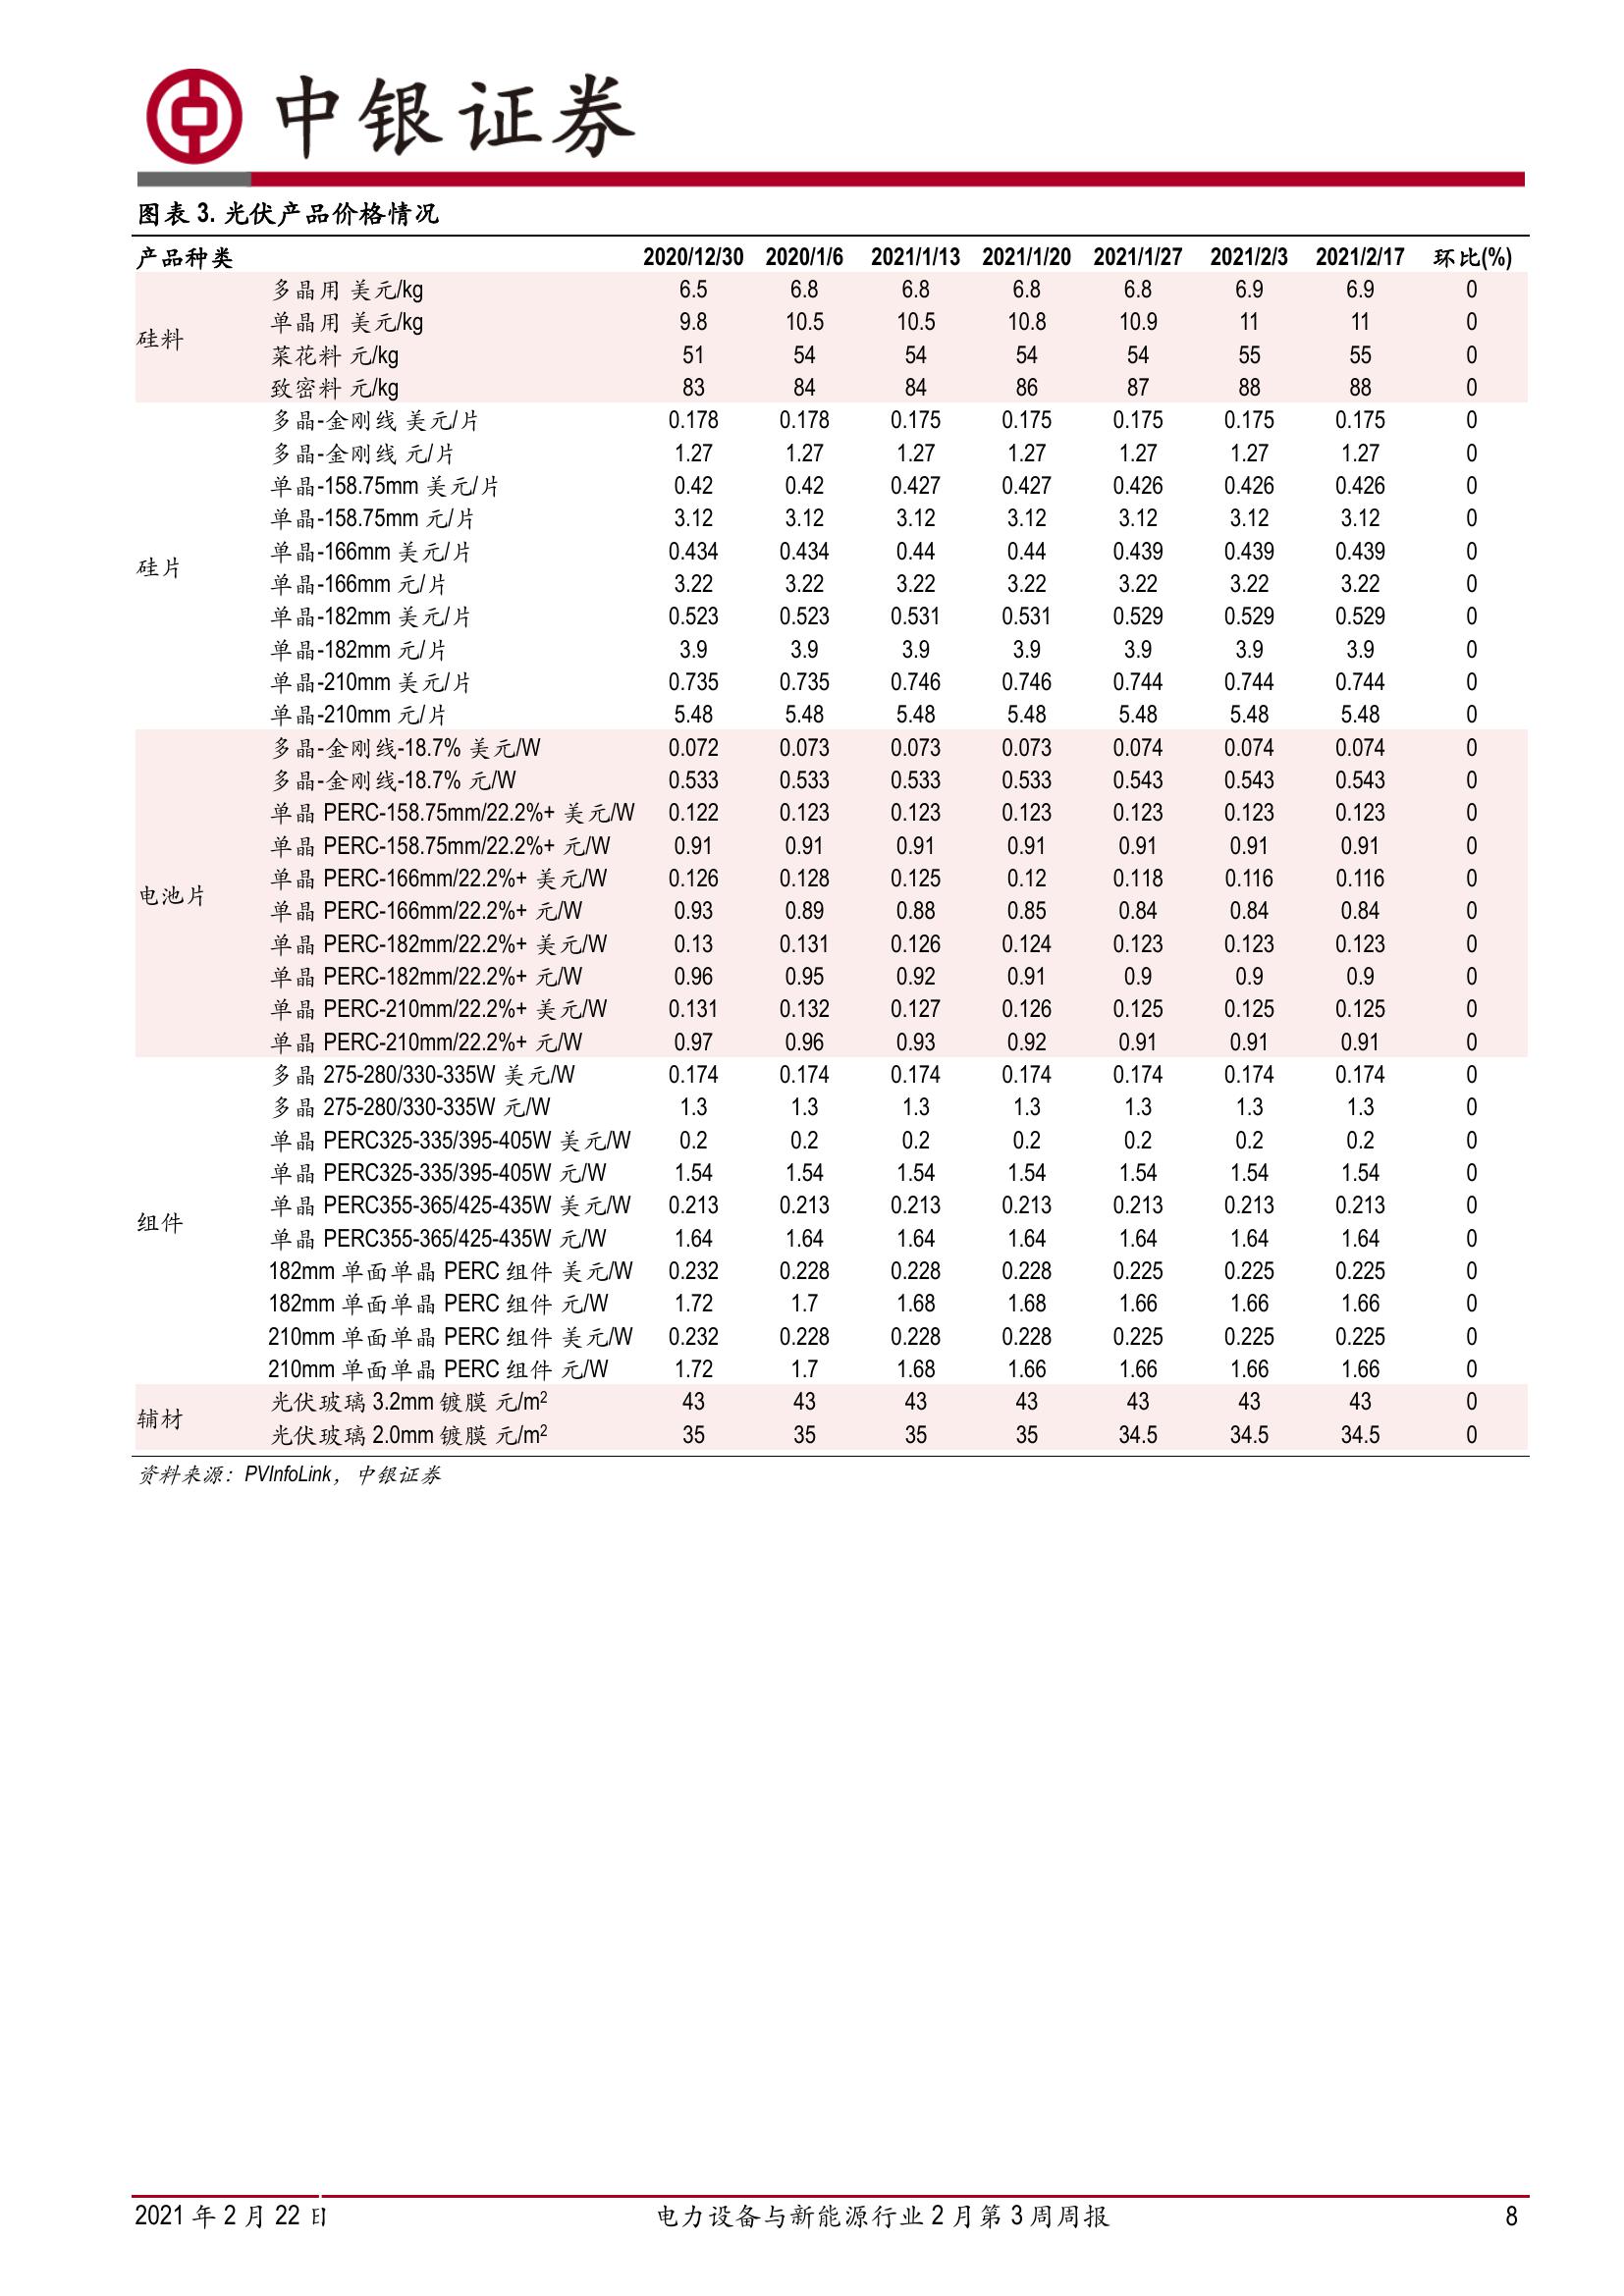 中银证券
图表 3. 光伏产品价格情况
产品种类 2020/12/30 2020/1/6 2021/1/13 2021/1/20 2021/1/27 2021/2/3 2021/2/17 环比(%)
硅料
多晶用 美元/kg 6.5 6.8 6.8 6.8 6.8 6.9 6.9 0
单晶用 美元/kg 9.8 10.5 10.5 10.8 10.9 11 11 0
菜花料 元/kg 51 54 54 54 54 55 55 0
致密料 元/kg 83 84 84 86 87 88 88 0
硅片
多晶-金刚线 美元/片 0.178 0.178 0.175 0.175 0.175 0.175 0.175 0
多晶-金刚线 元/片 1.27 1.27 1.27 1.27 1.27 1.27 1.27 0
单晶-158.75mm 美元/片 0.42 0.42 0.427 0.427 0.426 0.426 0.426 0
单晶-158.75mm 元/片 3.12 3.12 3.12 3.12 3.12 3.12 3.12 0
单晶-166mm 美元/片 0.434 0.434 0.44 0.44 0.439 0.439 0.439 0
单晶-166mm 元/片 3.22 3.22 3.22 3.22 3.22 3.22 3.22 0
单晶-182mm 美元/片 0.523 0.523 0.531 0.531 0.529 0.529 0.529 0
单晶-182mm 元/片 3.9 3.9 3.9 3.9 3.9 3.9 3.9 0
单晶-210mm 美元/片 0.735 0.735 0.746 0.746 0.744 0.744 0.744 0
单晶-210mm 元/片 5.48 5.48 5.48 5.48 5.48 5.48 5.48 0
电池片
多晶-金刚线-18.7% 美元/W 0.072 0.073 0.073 0.073 0.074 0.074 0.074 0
多晶-金刚线-18.7% 元/W 0.533 0.533 0.533 0.533 0.543 0.543 0.543 0
单晶 PERC-158.75mm/22.2%+ 美元/W 0.122 0.123 0.123 0.123 0.123 0.123 0.123 0
单晶 PERC-158.75mm/22.2%+ 元/W 0.91 0.91 0.91 0.91 0.91 0.91 0.91 0
单晶 PERC-166mm/22.2%+ 美元/W 0.126 0.128 0.125 0.12 0.118 0.116 0.116 0
单晶 PERC-166mm/22.2%+ 元/W 0.93 0.89 0.88 0.85 0.84 0.84 0.84 0
单晶 PERC-182mm/22.2%+ 美元/W 0.13 0.131 0.126 0.124 0.123 0.123 0.123 0
单晶 PERC-182mm/22.2%+ 元/W 0.96 0.95 0.92 0.91 0.9 0.9 0.9 0
单晶 PERC-210mm/22.2%+ 美元/W 0.131 0.132 0.127 0.126 0.125 0.125 0.125 0
单晶 PERC-210mm/22.2%+ 元/W 0.97 0.96 0.93 0.92 0.91 0.91 0.91 0
组件
多晶 275-280/330-335W 美元/W 0.174 0.174 0.174 0.174 0.174 0.174 0.174 0
多晶 275-280/330-335W 元/W 1.3 1.3 1.3 1.3 1.3 1.3 1.3 0
单晶 PERC325-335/395-405W 美元/W 0.2 0.2 0.2 0.2 0.2 0.2 0.2 0
单晶 PERC325-335/395-405W 元/W 1.54 1.54 1.54 1.54 1.54 1.54 1.54 0
单晶 PERC355-365/425-435W 美元/W 0.213 0.213 0.213 0.213 0.213 0.213 0.213 0
单晶 PERC355-365/425-435W 元/W 1.64 1.64 1.64 1.64 1.64 1.64 1.64 0
182mm 单面单晶 PERC 组件 美元/W 0.232 0.228 0.228 0.228 0.225 0.225 0.225 0
182mm 单面单晶 PERC 组件 元/W 1.72 1.7 1.68 1.68 1.66 1.66 1.66 0
210mm 单面单晶 PERC 组件 美元/W 0.232 0.228 0.228 0.228 0.225 0.225 0.225 0
210mm 单面单晶 PERC 组件 元/W 1.72 1.7 1.68 1.66 1.66 1.66 1.66 0
辅材
光伏玻璃 3.2mm 镀膜 元/m² 43 43 43 43 43 43 43 0
光伏玻璃 2.0mm 镀膜 元/m² 35 35 35 35 34.5 34.5 34.5 0
资料来源：PVInfoLink，中银证券
2021 年 2 月 22 日 电力设备与新能源行业 2 月第 3 周周报 8